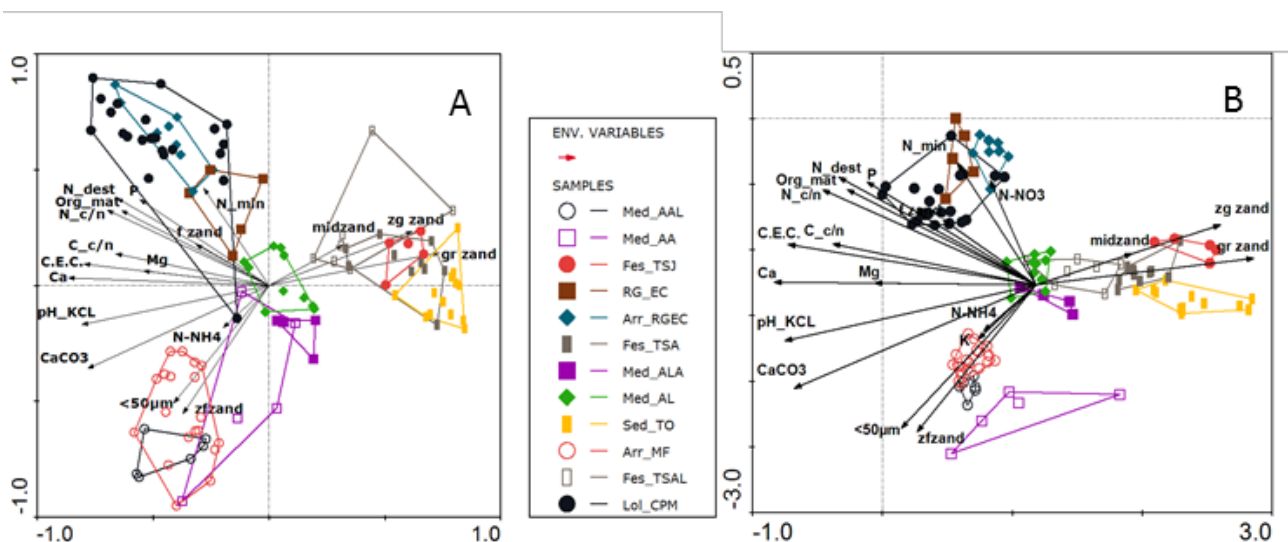 1.0
A
N_dest P
Org_mat
N_c/n
N_min
f zand
C_c/n
C.E.C.
Mg
Ca
pH_KCL
N-NH4
CaCO3
<50µm
zfzand
midzand
zg zand
gr zand
-1.0
-1.0
1.0
ENV. VARIABLES
SAMPLES
Med_AAL
Med_AA
Fes_TSJ
RG_EC
Arr_RGEC
Fes_TSA
Med_ALA
Med_AL
Sed_TO
Arr_MF
Fes_TSAL
Lol_CPM
0.5
B
N_min
N_dest
P
Org_mat
N_c/n
N-NO3
zg zand
C.E.C.
C_c/n
midzand
gr zand
Ca
Mg
N-NH4
pH_KCL
K
CaCO3
<50µm
zfzand
-3.0
-1.0
3.0